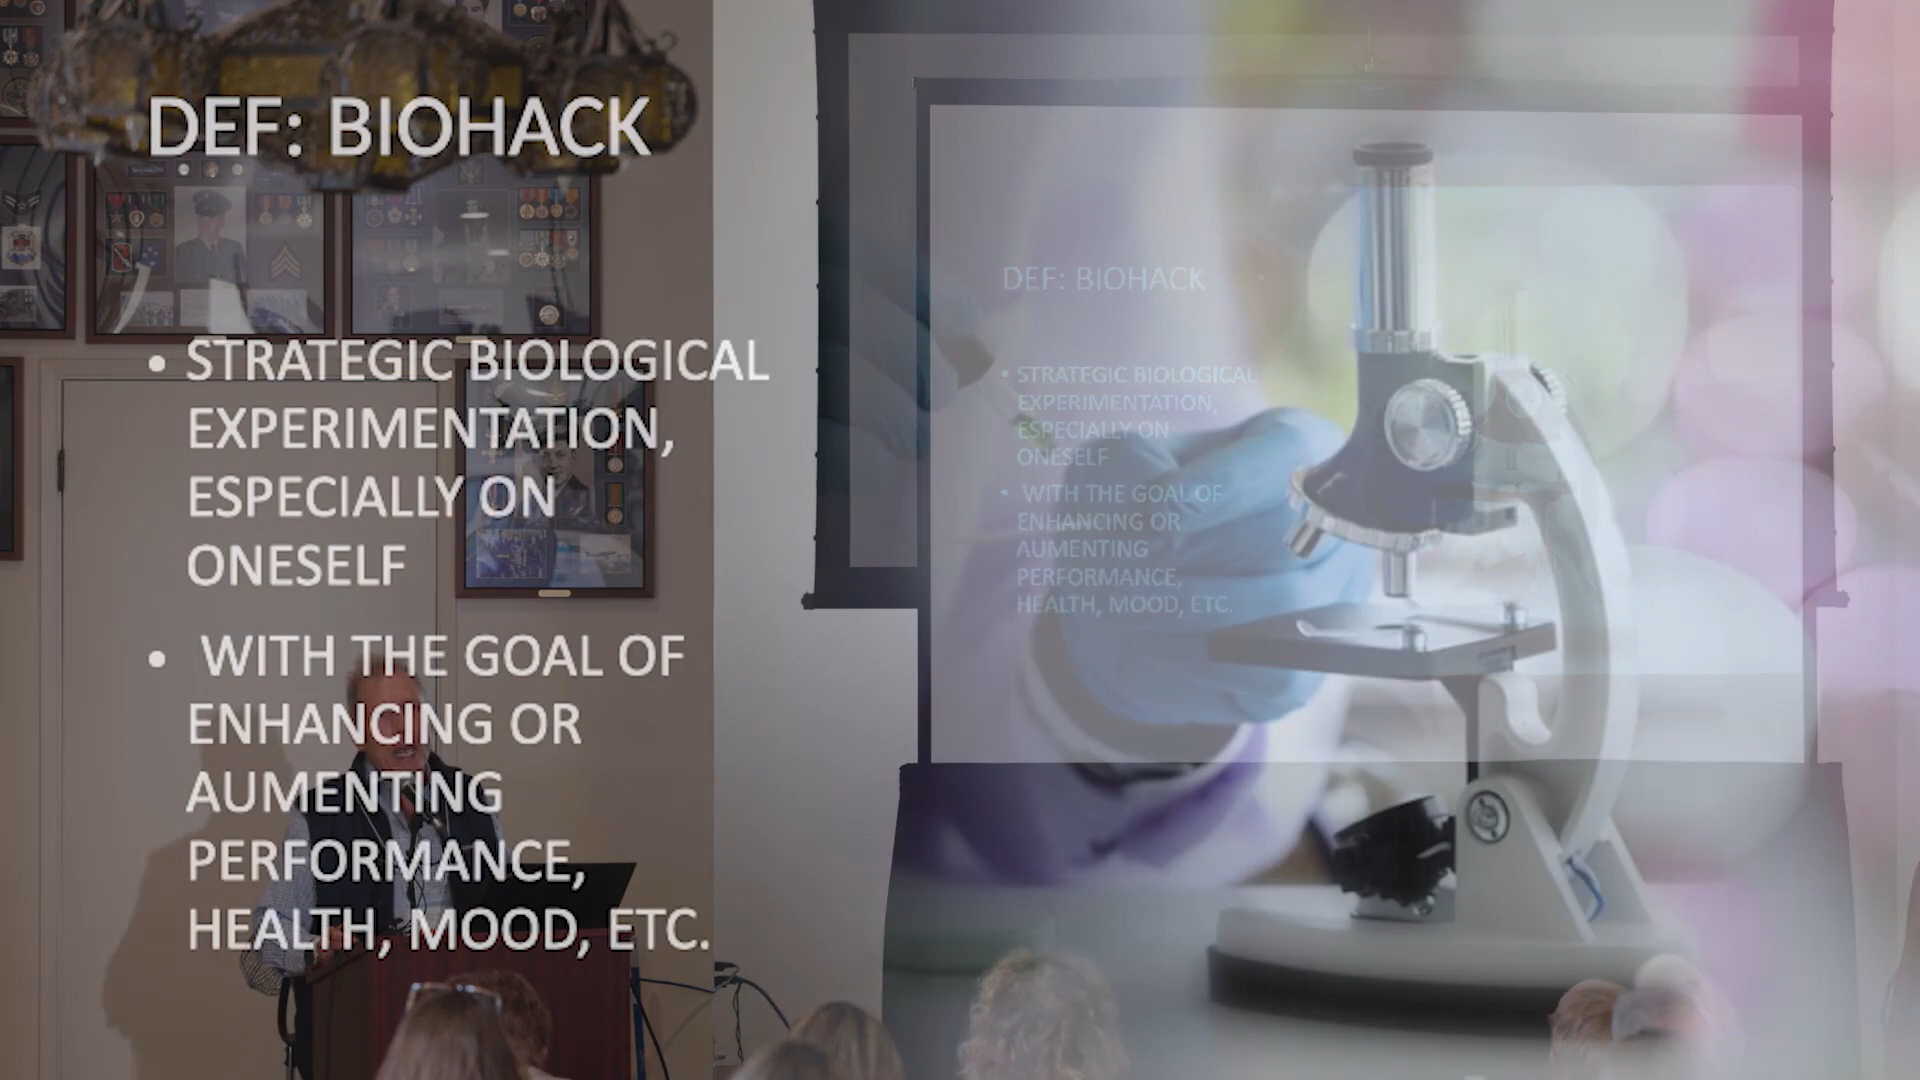 DEF: BIOHACK
• STRATEGIC BIOLOGICAL
EXPERIMENTATION,
ESPECIALLY ON
ONESELF
• WITH THE GOAL OF
ENHANCING OR
AUMENTING
PERFORMANCE,
HEALTH, MOOD, ETC.
DEF: BIOHACK
• STRATEGIC BIOLOGICAL
EXPERIMENTATION,
ESPECIALLY ON
ONESELF
• WITH THE GOAL OF
ENHANCING OR
AUMENTING
PERFORMANCE,
HEALTH, MOOD, ETC.